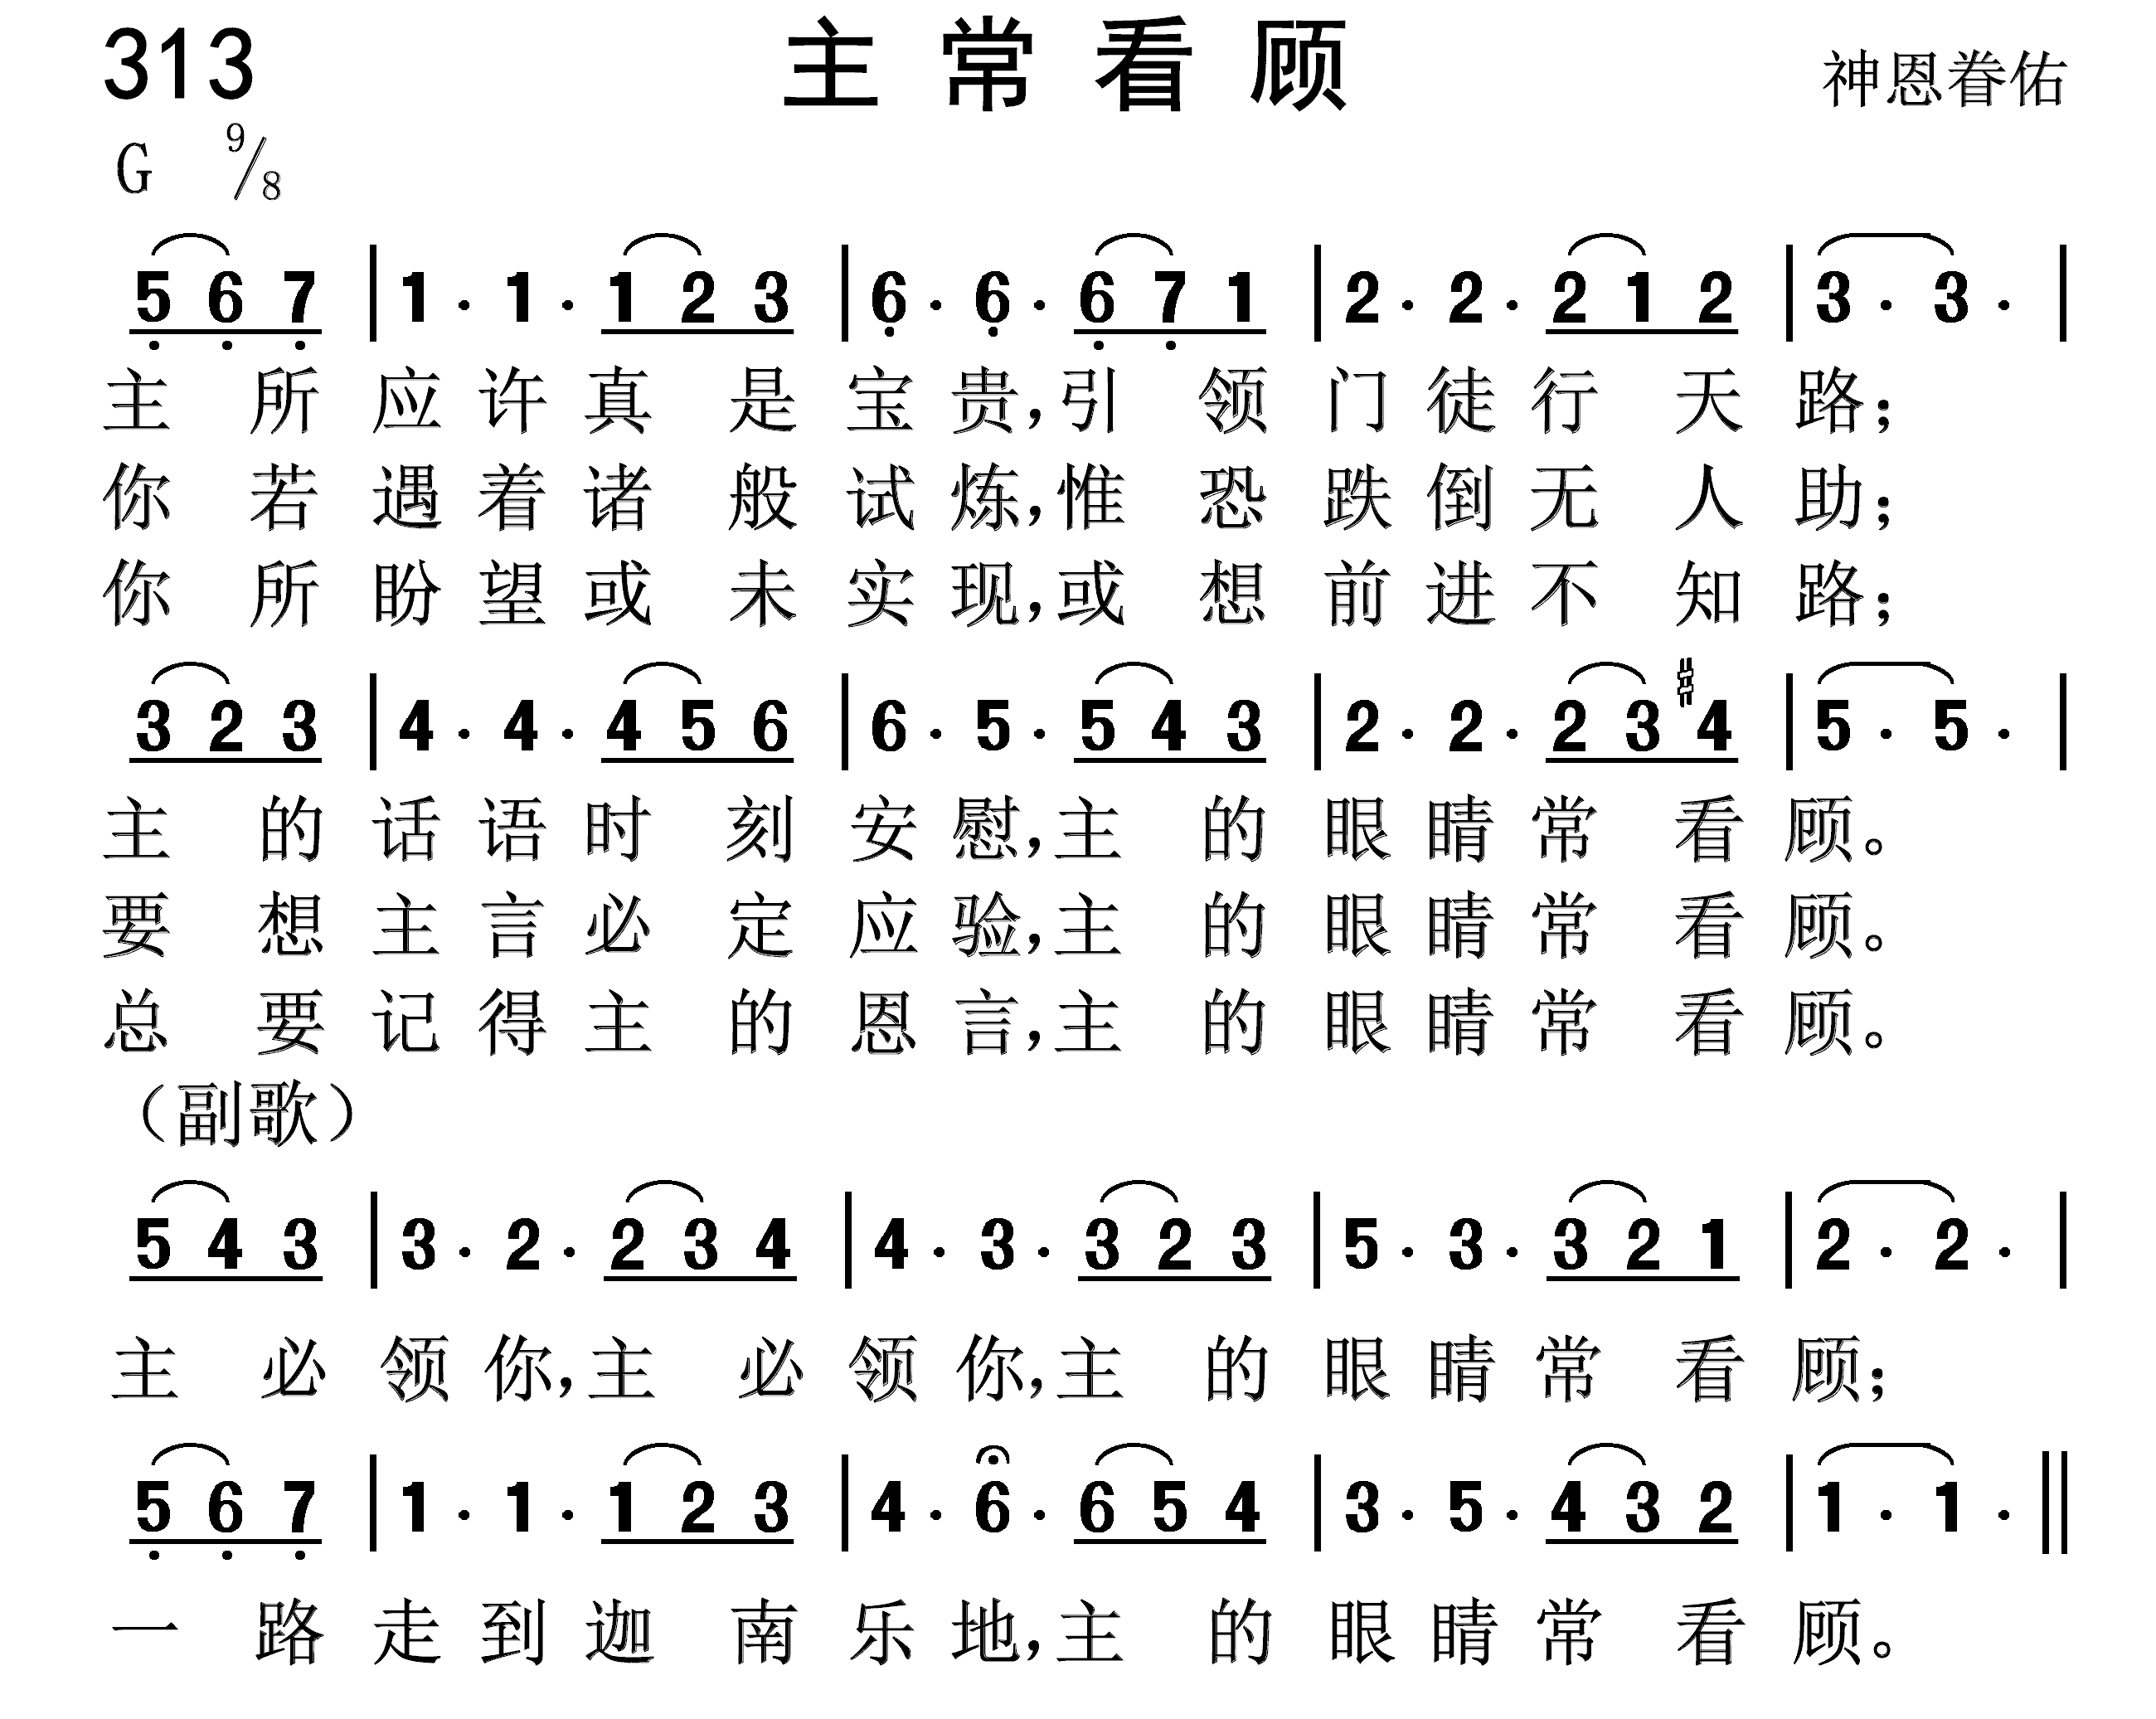 313 主常看顾 神恩眷佑
G 9/8
5 6 7 | 1 · 1 · 1 2 3 | 6 · 6 · 6 7 1 | 2 · 2 · 2 1 2 | 3 · 3 · |
主所应许真是宝贵,引领门徒行天路;
你若遇着诸般试炼,惟恐跌倒无人助;
你所盼望或未实现,或想前进不知路;
3 2 3 | 4 · 4 · 4 5 6 | 6 · 5 · 5 4 3 | 2 · 2 · 2 3 #4 | 5 · 5 · |
主的话语时刻安慰,主的眼睛常看顾。
要想主言必定应验,主的眼睛常看顾。
总要记得主的恩言,主的眼睛常看顾。
（副歌）
5 4 3 | 3 · 2 · 2 3 4 | 4 · 3 · 3 2 3 | 5 · 3 · 3 2 1 | 2 · 2 · |
主必领你,主必领你,主的眼睛常看顾;
5 6 7 | 1 · 1 · 1 2 3 | 4 · 6 · 6 5 4 | 3 · 5 · 4 3 2 | 1 · 1 · ||
一路走到迦南乐地,主的眼睛常看顾。